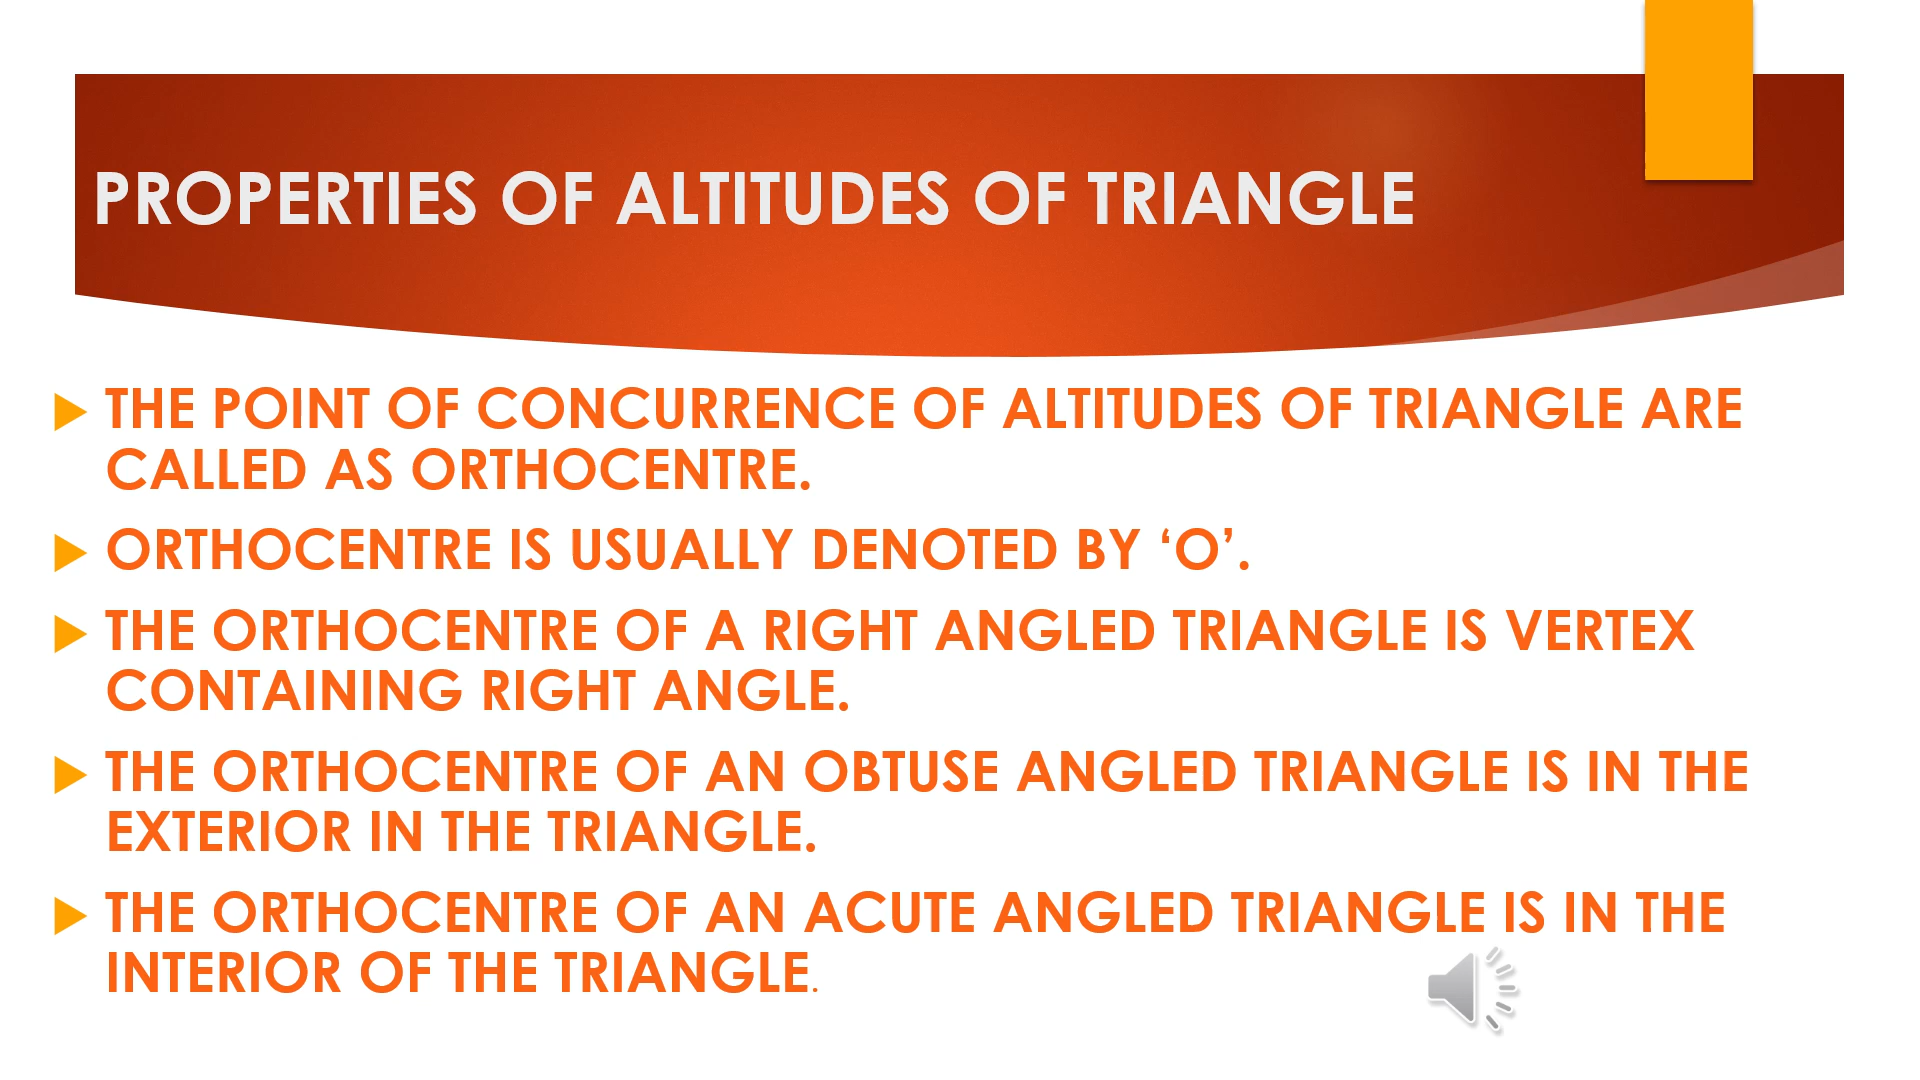 PROPERTIES OF ALTITUDES OF TRIANGLE
THE POINT OF CONCURRENCE OF ALTITUDES OF TRIANGLE ARE
CALLED AS ORTHOCENTRE.
ORTHOCENTRE IS USUALLY DENOTED BY ‘O’.
THE ORTHOCENTRE OF A RIGHT ANGLED TRIANGLE IS VERTEX
CONTAINING RIGHT ANGLE.
THE ORTHOCENTRE OF AN OBTUSE ANGLED TRIANGLE IS IN THE
EXTERIOR IN THE TRIANGLE.
THE ORTHOCENTRE OF AN ACUTE ANGLED TRIANGLE IS IN THE
INTERIOR OF THE TRIANGLE.